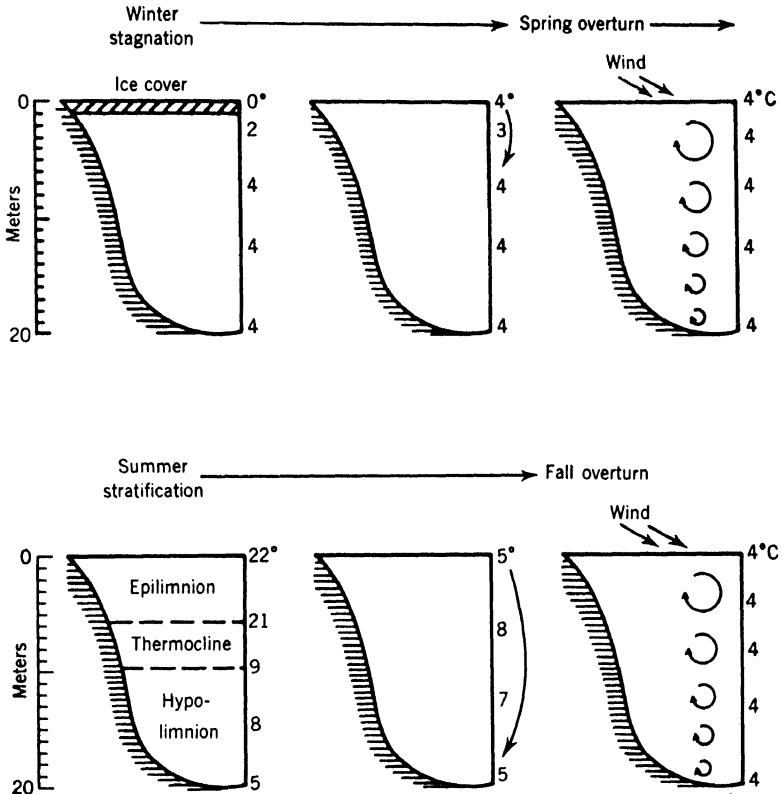 Winter
stagnation
Spring overturn
Ice cover
Wind
Meters
0
20
0°
2
4
4
4
4°
3
4
4
4
4°C
4
4
4
4
Summer
stratification
Fall overturn
Wind
Meters
0
20
Epilimnion
Thermocline
Hypo-
limnion
22°
21
9
8
5
5°
8
7
5
4°C
4
4
4
4